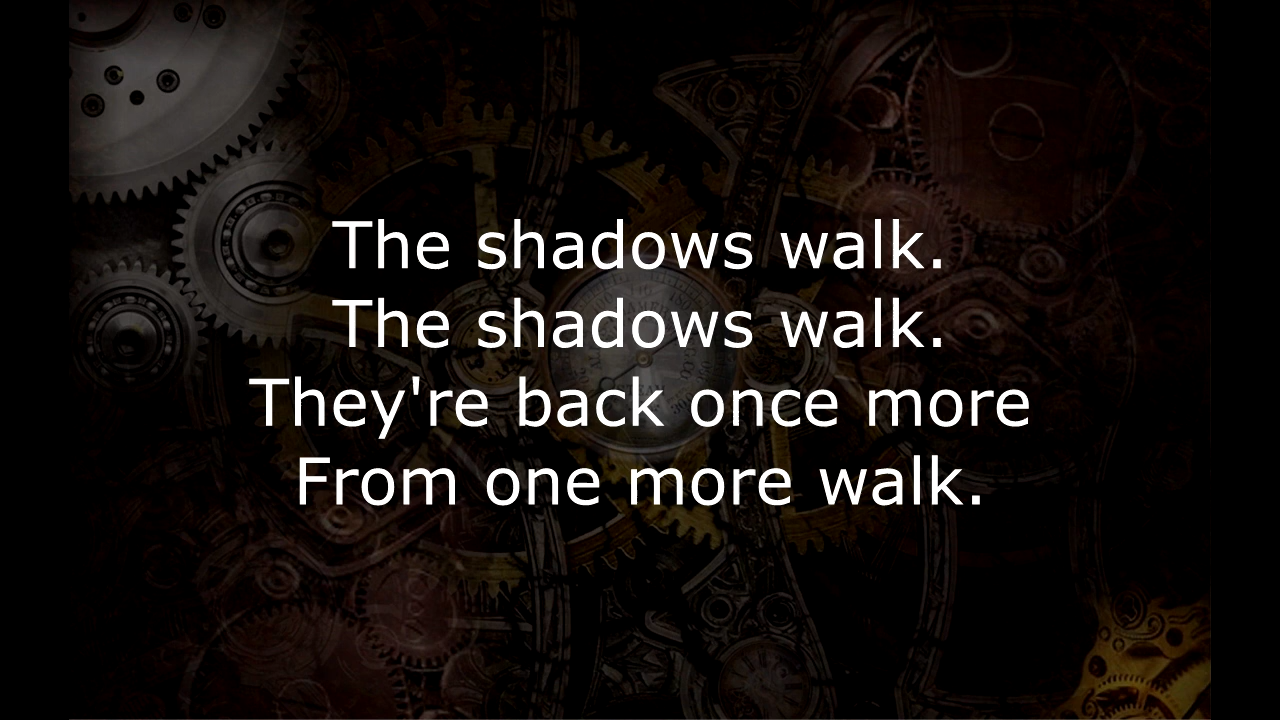 The shadows walk.
The shadows walk.
They're back once more
From one more walk.